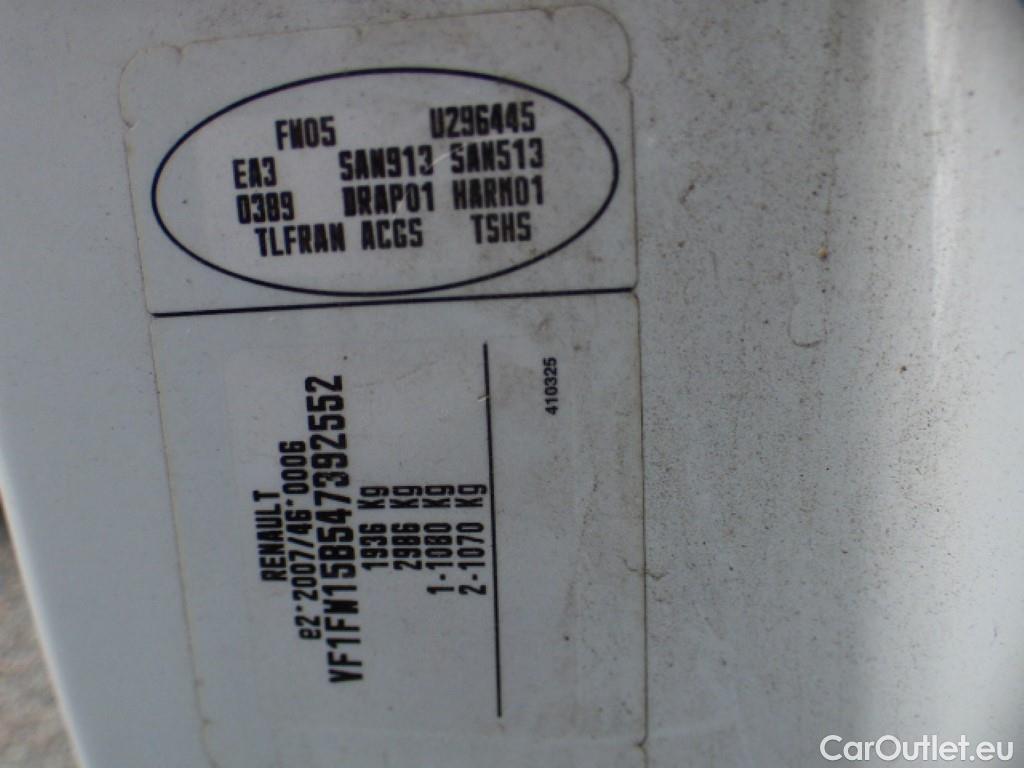 FW05 U296445
EA3 SAN913 SAN513
0389 DRAP01 HARM01
TLFRAN ACGS TSHS
RENAULT
e2*2007/46*0006
VF1FW15B547392552
1936 Kg
2986 Kg
1-1080 Kg
2-1070 Kg
410325
CarOutlet.eu